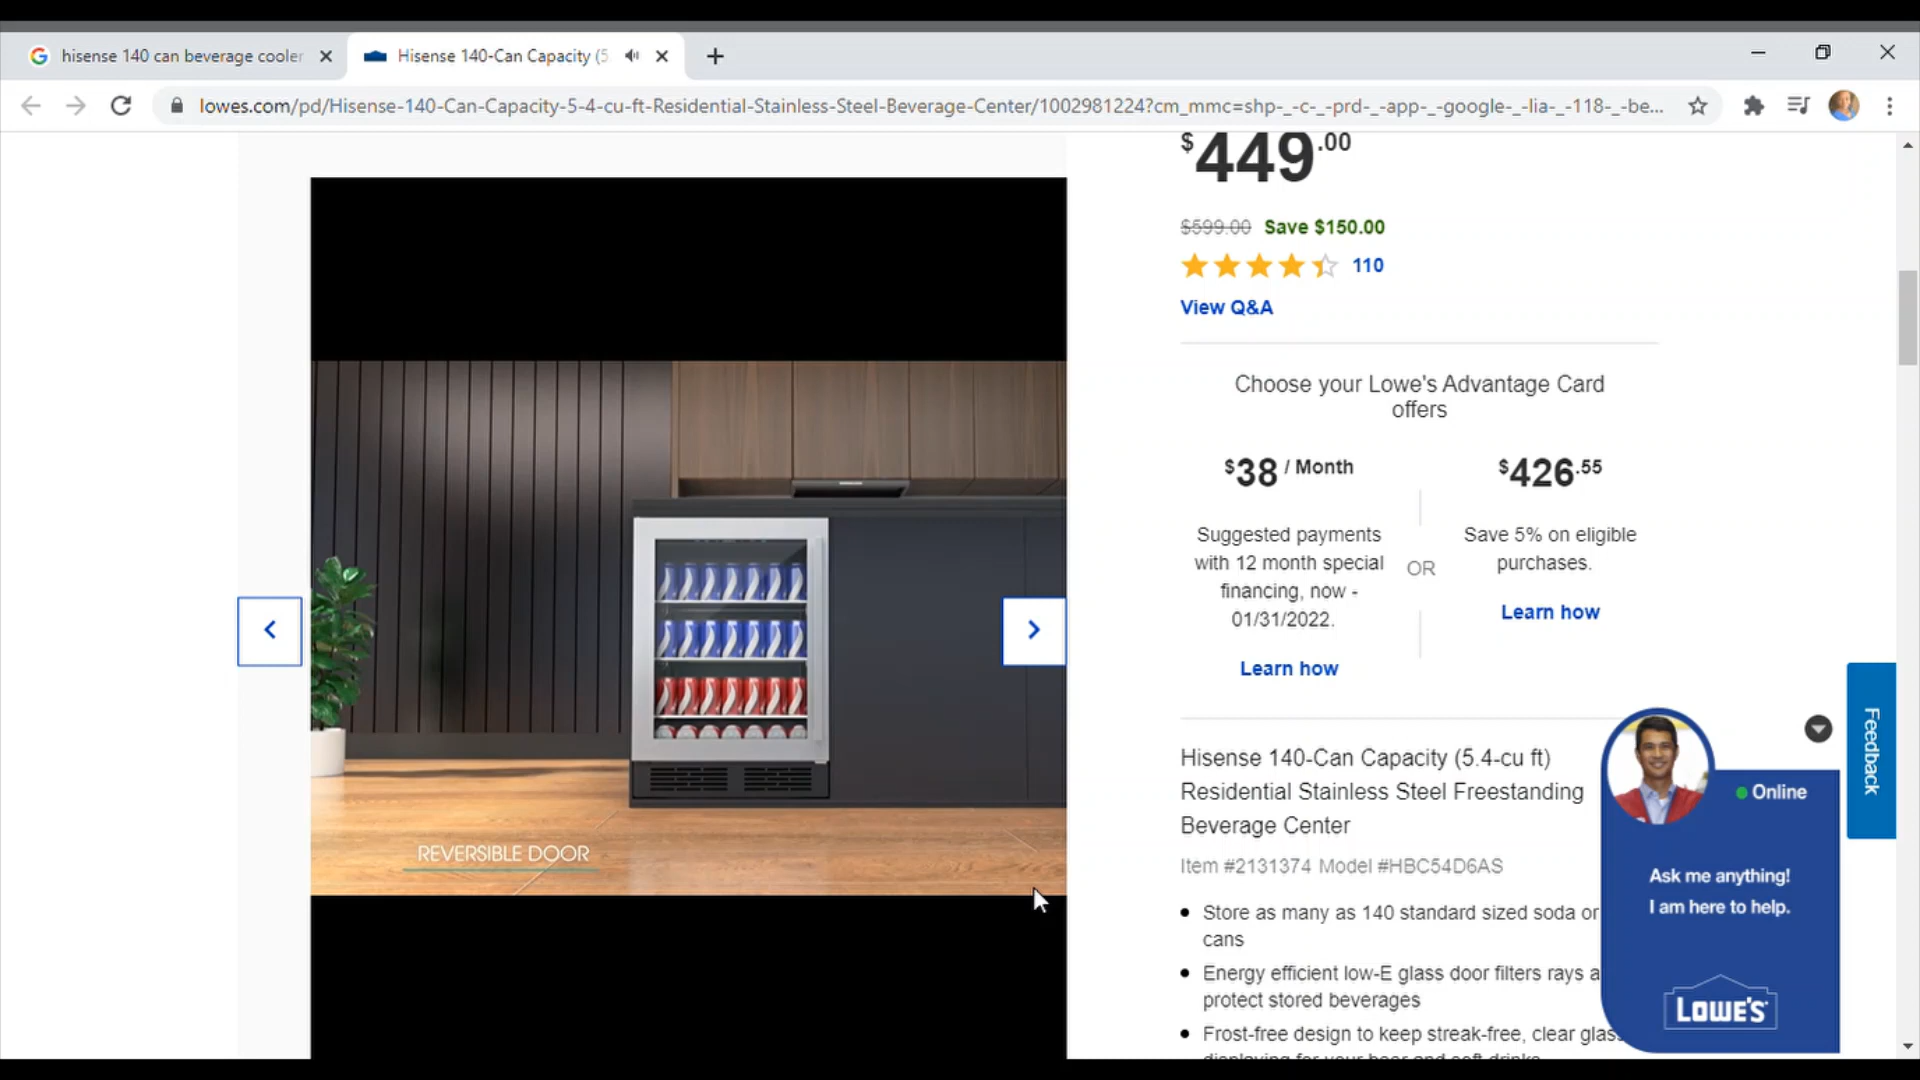 hisense 140 can beverage cooler
Hisense 140-Can Capacity (5
lowes.com/pd/Hisense-140-Can-Capacity-5-4-cu-ft-Residential-Stainless-Steel-Beverage-Center/1002981224?cm_mmc=shp-_-c-_-prd-_-app-_-google-_-lia-_-118-_-be...
$449.00
$599.00 Save $150.00
110
View Q&A
Choose your Lowe's Advantage Card
offers
$38 / Month
Suggested payments
with 12 month special
financing, now -
01/31/2022.
Learn how
OR
$426.55
Save 5% on eligible
purchases.
Learn how
REVERSIBLE DOOR
Hisense 140-Can Capacity (5.4-cu ft)
Residential Stainless Steel Freestanding
Beverage Center
Item #2131374 Model #HBC54D6AS
Store as many as 140 standard sized soda or
cans
Energy efficient low-E glass door filters rays a
protect stored beverages
Frost-free design to keep streak-free, clear glas
displaying for your beer and soft drinks
Online
Ask me anything!
I am here to help.
LOWE'S
Feedback